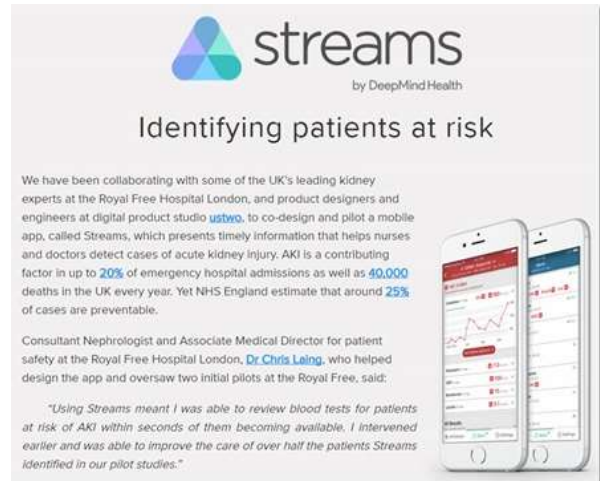 streams
by DeepMind Health
Identifying patients at risk
We have been collaborating with some of the UK's leading kidney
experts at the Royal Free Hospital London, and product designers and
engineers at digital product studio ustwo, to co-design and pilot a mobile
app, called Streams, which presents timely information that helps nurses
and doctors detect cases of acute kidney injury. AKI is a contributing
factor in up to 20% of emergency hospital admissions as well as 40,000
deaths in the UK every year. Yet NHS England estimate that around 25%
of cases are preventable.
Consultant Nephrologist and Associate Medical Director for patient
safety at the Royal Free Hospital London, Dr Chris Laing, who helped
design the app and oversaw two initial pilots at the Royal Free, said:
"Using Streams meant I was able to review blood tests for patients
at risk of AKI within seconds of them becoming available. I intervened
earlier and was able to improve the care of over half the patients Streams
identified in our pilot studies."